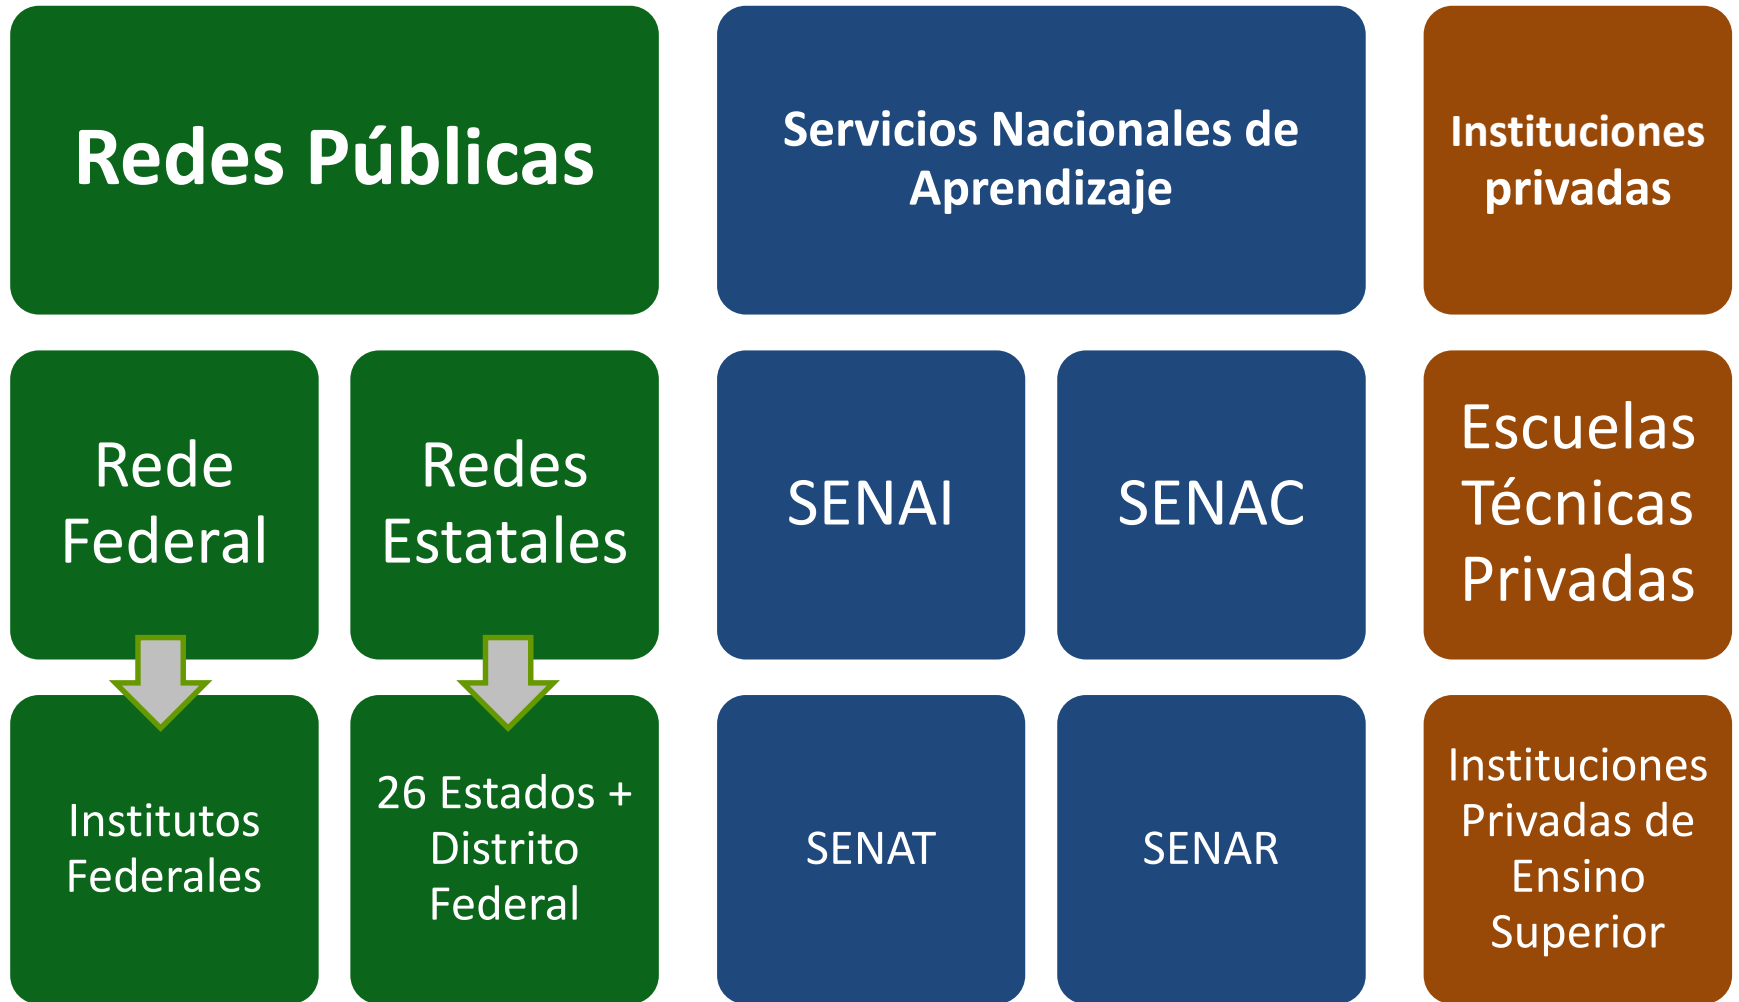 Redes Públicas
Servicios Nacionales de
Aprendizaje
Instituciones
privadas
Rede
Federal
Redes
Estatales
SENAI
SENAC
Escuelas
Técnicas
Privadas
Institutos
Federales
26 Estados +
Distrito
Federal
SENAT
SENAR
Instituciones
Privadas de
Ensino
Superior